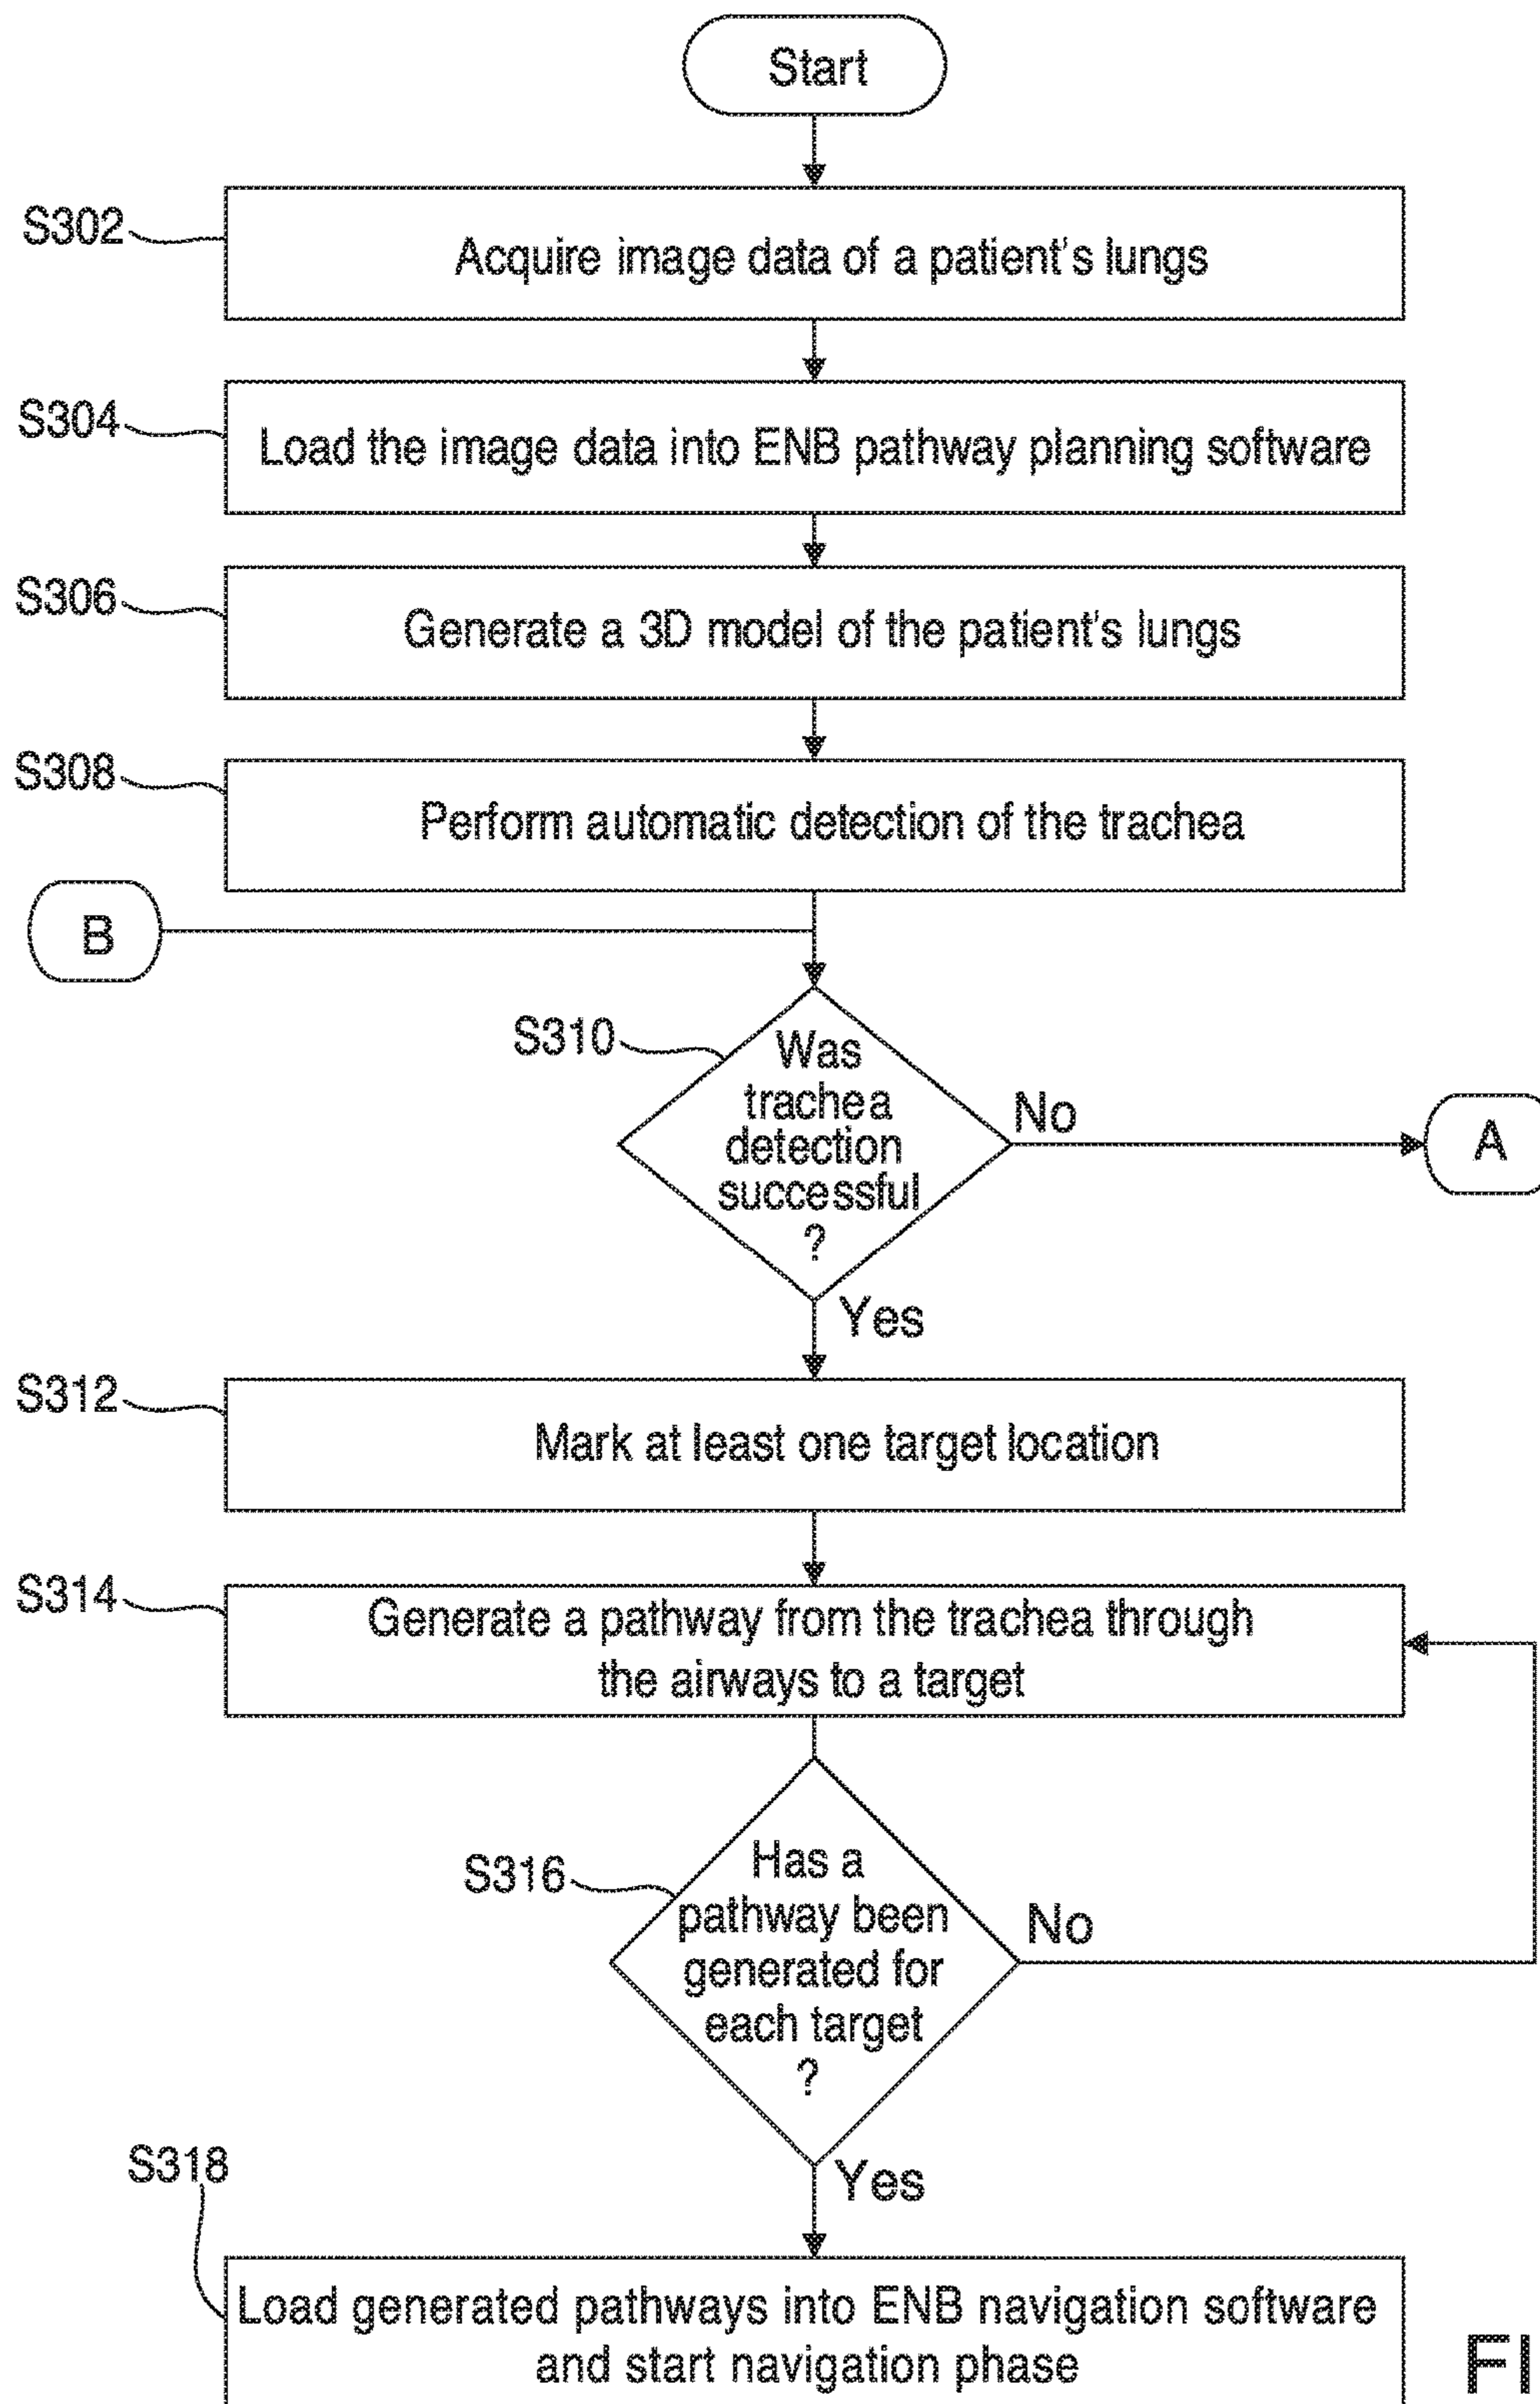 Start
S302
Acquire image data of a patient's lungs
S304
Load the image data into ENB pathway planning software
S306
Generate a 3D model of the patient's lungs
S308
Perform automatic detection of the trachea
B
S310
Was
trachea
detection
successful
?
No
A
Yes
S312
Mark at least one target location
S314
Generate a pathway from the trachea through
the airways to a target
S316
Has a
pathway been
generated for
each target
?
No
Yes
S318
Load generated pathways into ENB navigation software
and start navigation phase
FI